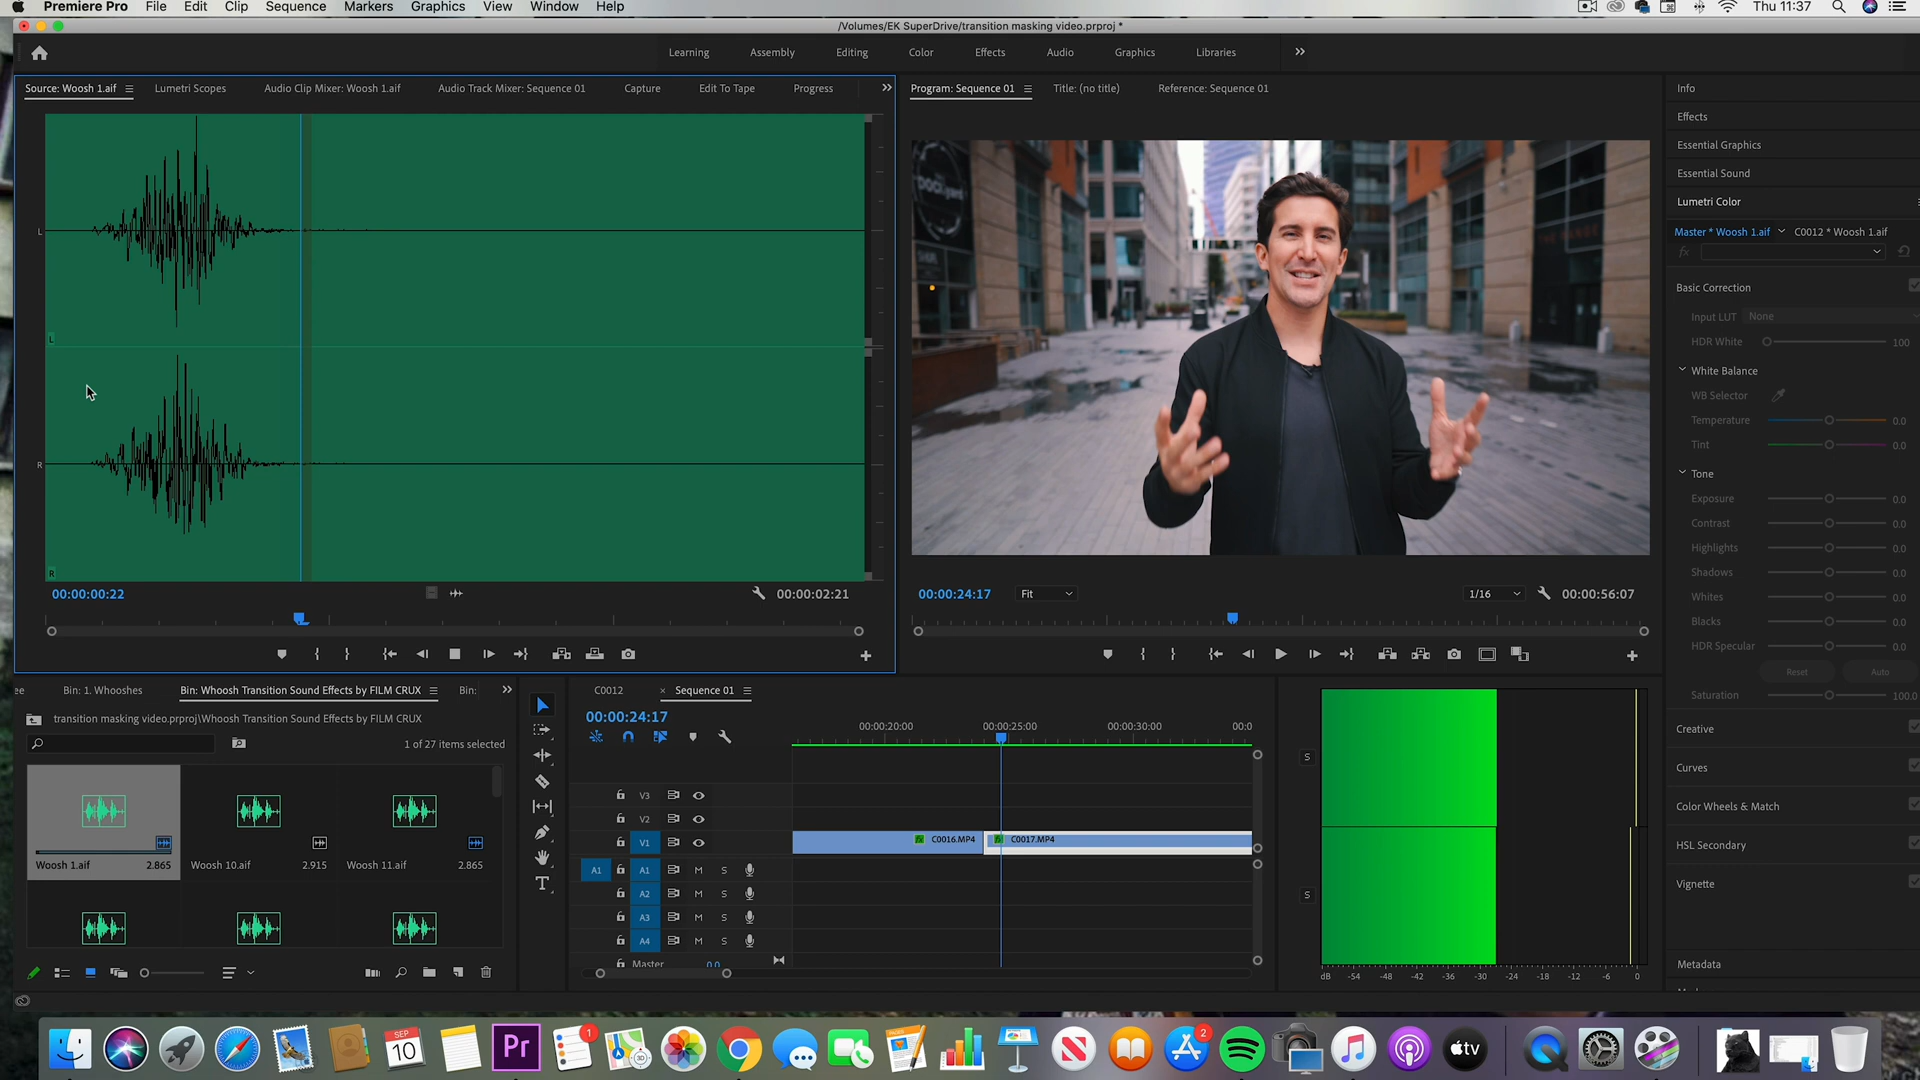 Premiere Pro File Edit Clip Sequence Markers Graphics View Window Help Thu 11:37
/Volumes/EK SuperDrive/transition masking video.prproj *
Learning Assembly Editing Color Effects Audio Graphics Libraries
Source: Woosh 1.aif Lumetri Scopes Audio Clip Mixer: Woosh 1.aif Audio Track Mixer: Sequence 01 Capture Edit To Tape Progress
Program: Sequence 01 Title: (no title) Reference: Sequence 01
Info
Effects
Essential Graphics
Essential Sound
Lumetri Color
Master * Woosh 1.aif C0012 * Woosh 1.aif
fx
Basic Correction
Input LUT None
HDR White 100
White Balance
WB Selector
Temperature 0.0
Tint 0.0
Tone
Exposure 0.0
Contrast 0.0
Highlights 0.0
Shadows 0.0
Whites 0.0
Blacks 0.0
HDR Specular 0.0
Reset Auto
Saturation 100.0
Creative
Curves
Color Wheels & Match
HSL Secondary
Vignette
Metadata
L
L
R
R
00:00:00:22 00:00:02:21
00:00:24:17 Fit 1/16 00:00:56:07
ee Bin: 1. Whooshes Bin: Whoosh Transition Sound Effects by FILM CRUX Bin:
transition masking video.prproj\Whoosh Transition Sound Effects by FILM CRUX
1 of 27 items selected
Woosh 1.aif 2.865 Woosh 10.aif 2.915 Woosh 11.aif 2.865
C0012 × Sequence 01
00:00:24:17
00:00:20:00 00:00:25:00 00:00:30:00 00:0
V3
V2
V1 fx C0016.MP4 fx C0017.MP4
A1 A1 M S
A2 M S
A3 M S
A4 M S
Master 0.0
S
S
dB -54 -48 -42 -36 -30 -24 -18 -12 -6 0
SEP
10
Pr
1
3D
2
tv